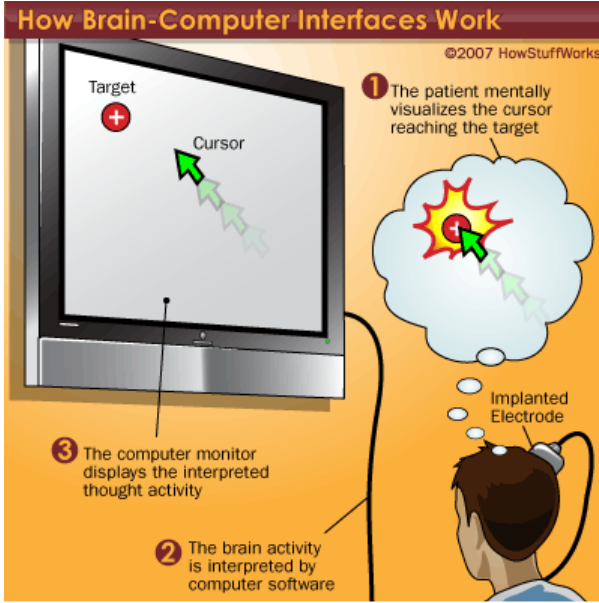 How Brain-Computer Interfaces Work
©2007 HowStuffWorks
Target
Cursor
1 The patient mentally
visualizes the cursor
reaching the target
Implanted
Electrode
3 The computer monitor
displays the interpreted
thought activity
2 The brain activity
is interpreted by
computer software